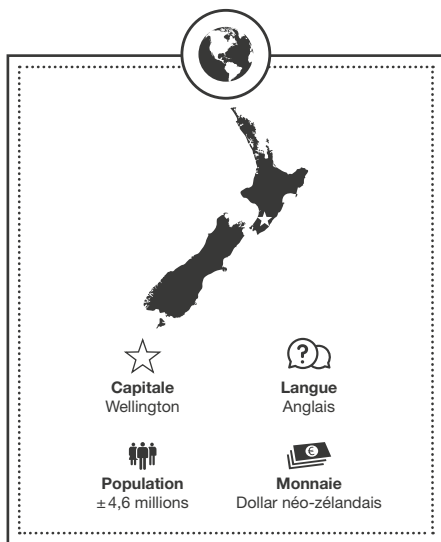 Capitale
Wellington
Langue
Anglais
Population
± 4,6 millions
Monnaie
Dollar néo-zélandais